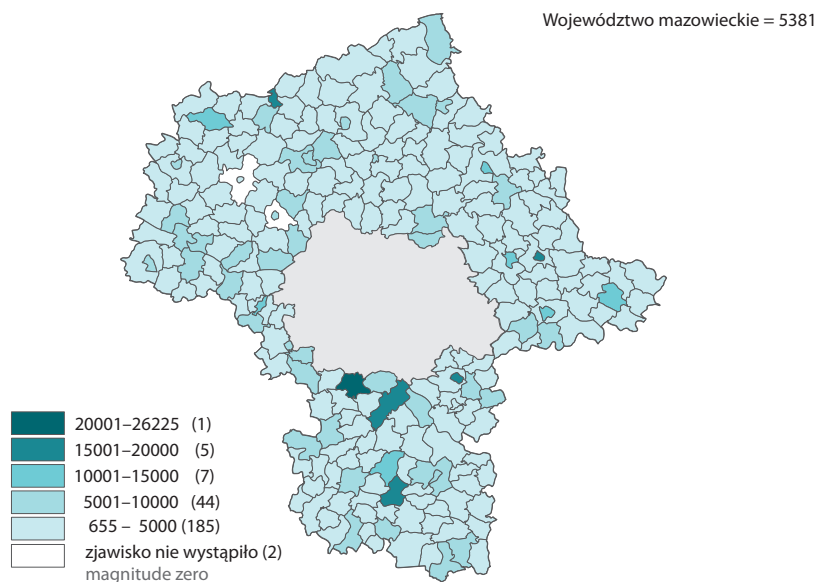 Województwo mazowieckie = 5381
20001–26225 (1)
15001–20000 (5)
10001–15000 (7)
5001–10000 (44)
655 – 5000 (185)
zjawisko nie wystąpiło (2)
magnitude zero